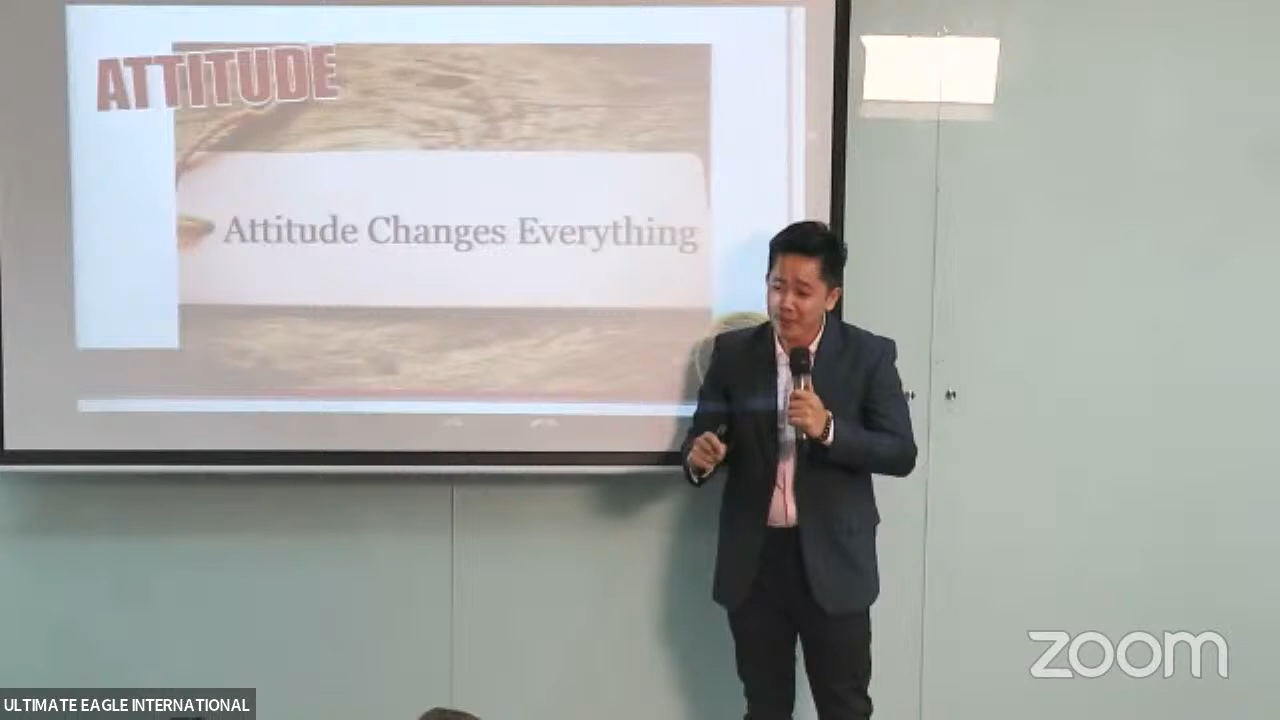 ATTITUDE
Attitude Changes Everything
zoom
ULTIMATE EAGLE INTERNATIONAL